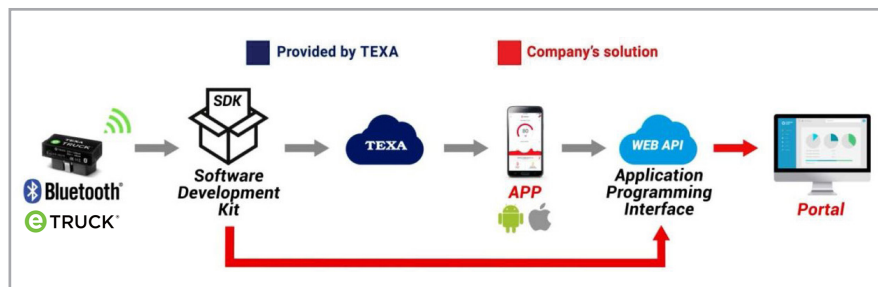 Provided by TEXA
Company's solution
SDK
TEXA
TRUCK
TEXA
WEB API
Bluetooth®
eTRUCK®
Software
Development
Kit
APP
Application
Programming
Interface
Portal